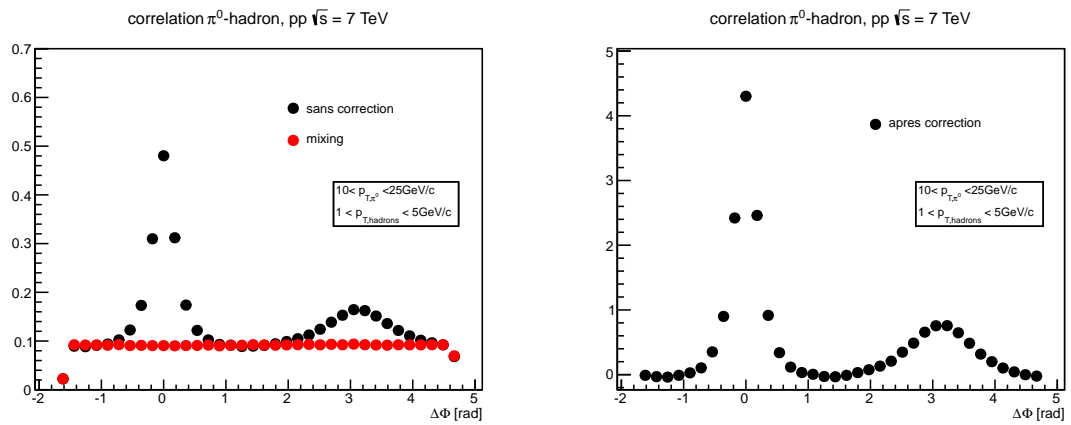 correlation π⁰-hadron, pp √s = 7 TeV
0.7
0.6
0.5
0.4
0.3
0.2
0.1
0
sans correction
mixing
10< p_T,π⁰ <25GeV/c
1 < p_T,hadrons < 5GeV/c
-2 -1 0 1 2 3 4 5
ΔΦ [rad]
correlation π⁰-hadron, pp √s = 7 TeV
5
4
3
2
1
0
apres correction
10< p_T,π⁰ <25GeV/c
1 < p_T,hadrons < 5GeV/c
-2 -1 0 1 2 3 4 5
ΔΦ [rad]